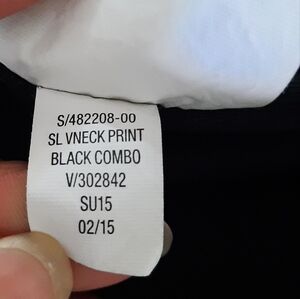 S/482208-00
SL VNECK PRINT
BLACK COMBO
V/302842
SU15
02/15